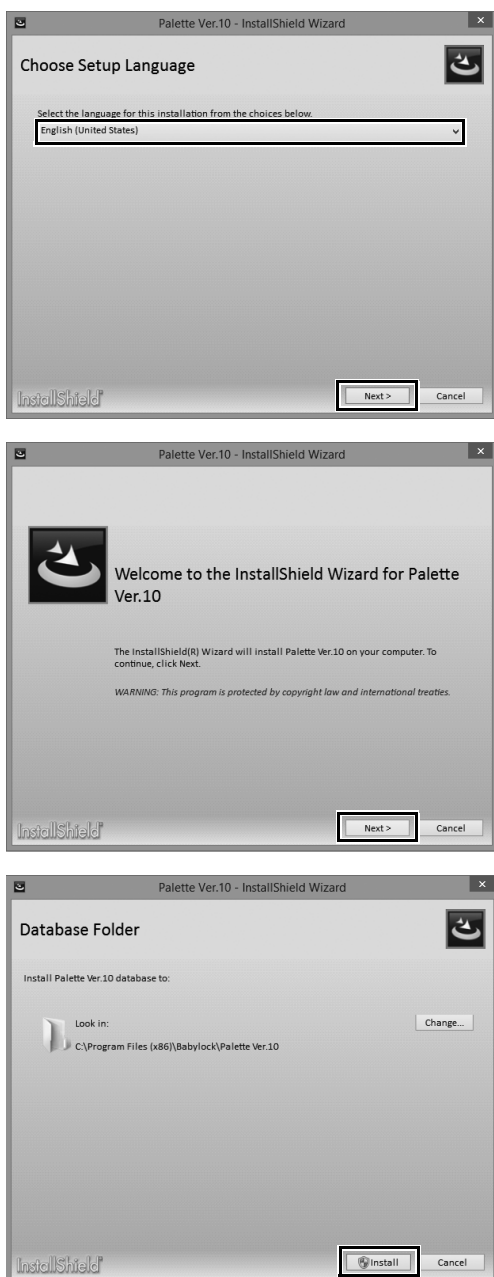 Palette Ver.10 - InstallShield Wizard
Choose Setup Language
Select the language for this installation from the choices below.
English (United States)
InstallShield
Next >
Cancel
Palette Ver.10 - InstallShield Wizard
Welcome to the InstallShield Wizard for Palette
Ver.10
The InstallShield(R) Wizard will install Palette Ver.10 on your computer. To
continue, click Next.
WARNING: This program is protected by copyright law and international treaties.
InstallShield
Next >
Cancel
Palette Ver.10 - InstallShield Wizard
Database Folder
Install Palette Ver.10 database to:
Look in:
Change...
C:\Program Files (x86)\Babylock\Palette Ver.10
InstallShield
Install
Cancel